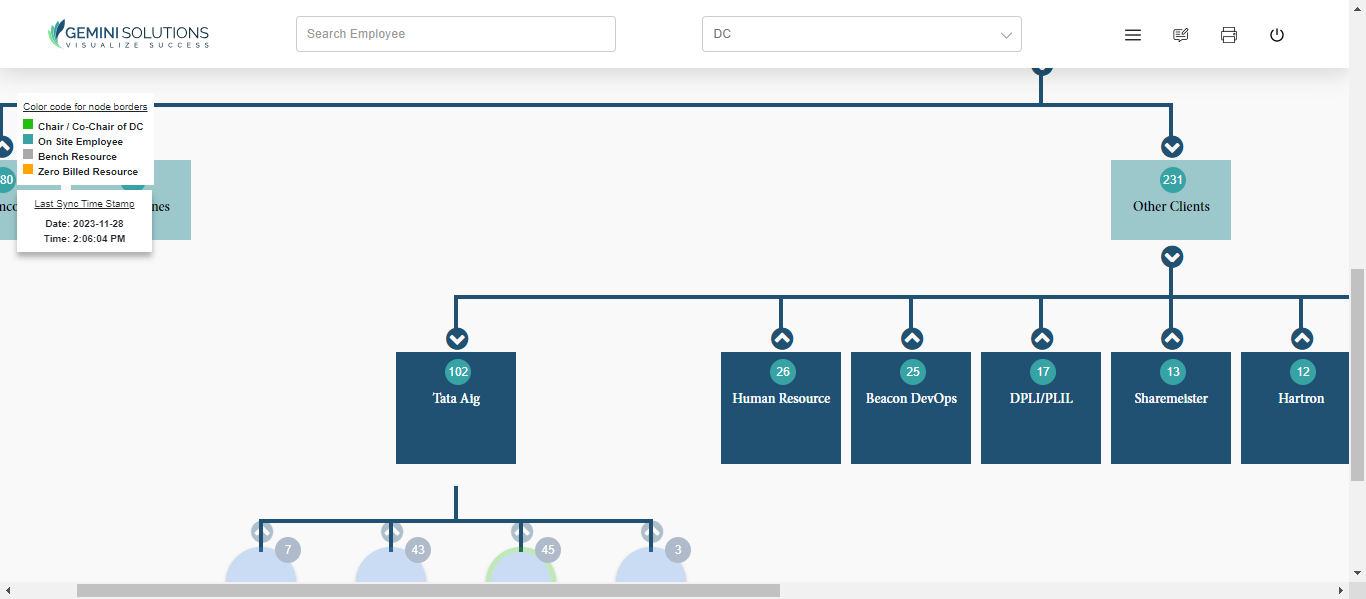 GEMINI SOLUTIONS
VISUALIZE SUCCESS
Search Employee
DC
Color code for node borders
Chair / Co-Chair of DC
On Site Employee
Bench Resource
Zero Billed Resource
80
Last Sync Time Stamp
Date: 2023-11-28
Time: 2:06:04 PM
231
Other Clients
102
Tata Aig
26
Human Resource
25
Beacon DevOps
17
DPLI/PLIL
13
Sharemeister
12
Hartron
7
43
45
3